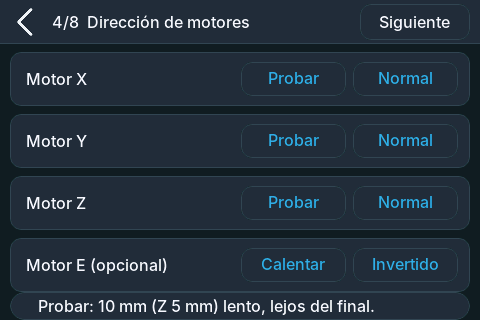 4/8 Dirección de motores Siguiente
Motor X Probar Normal
Motor Y Probar Normal
Motor Z Probar Normal
Motor E (opcional) Calentar Invertido
Probar: 10 mm (Z 5 mm) lento, lejos del final.